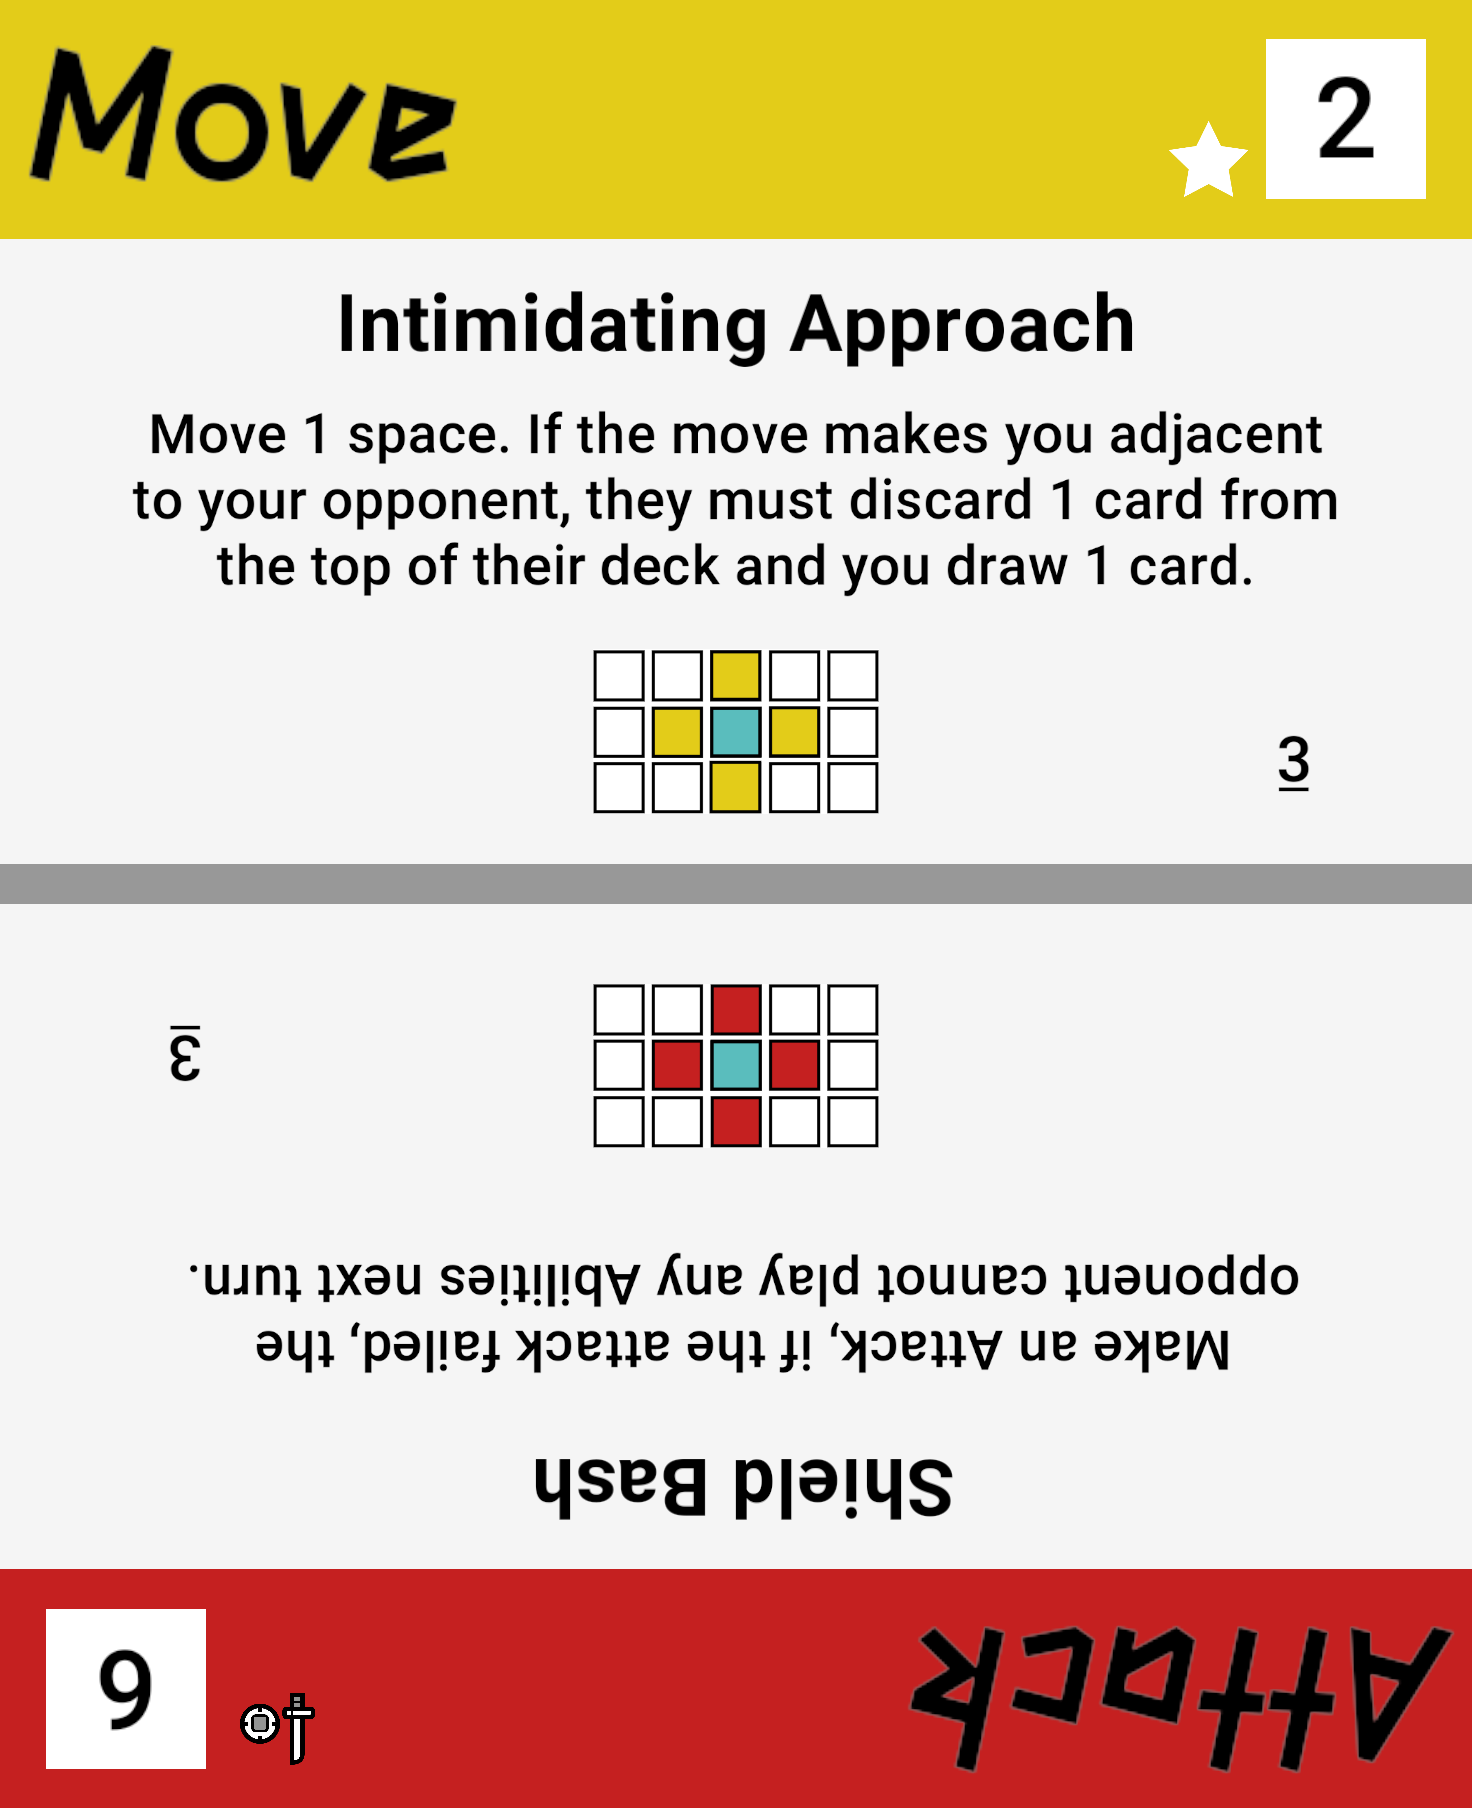 Move
2
Intimidating Approach
Move 1 space. If the move makes you adjacent
to your opponent, they must discard 1 card from
the top of their deck and you draw 1 card.
3
Attack
6
Shield Bash
Make an Attack, if the attack failed, the
opponent cannot play any Abilities next turn.
3